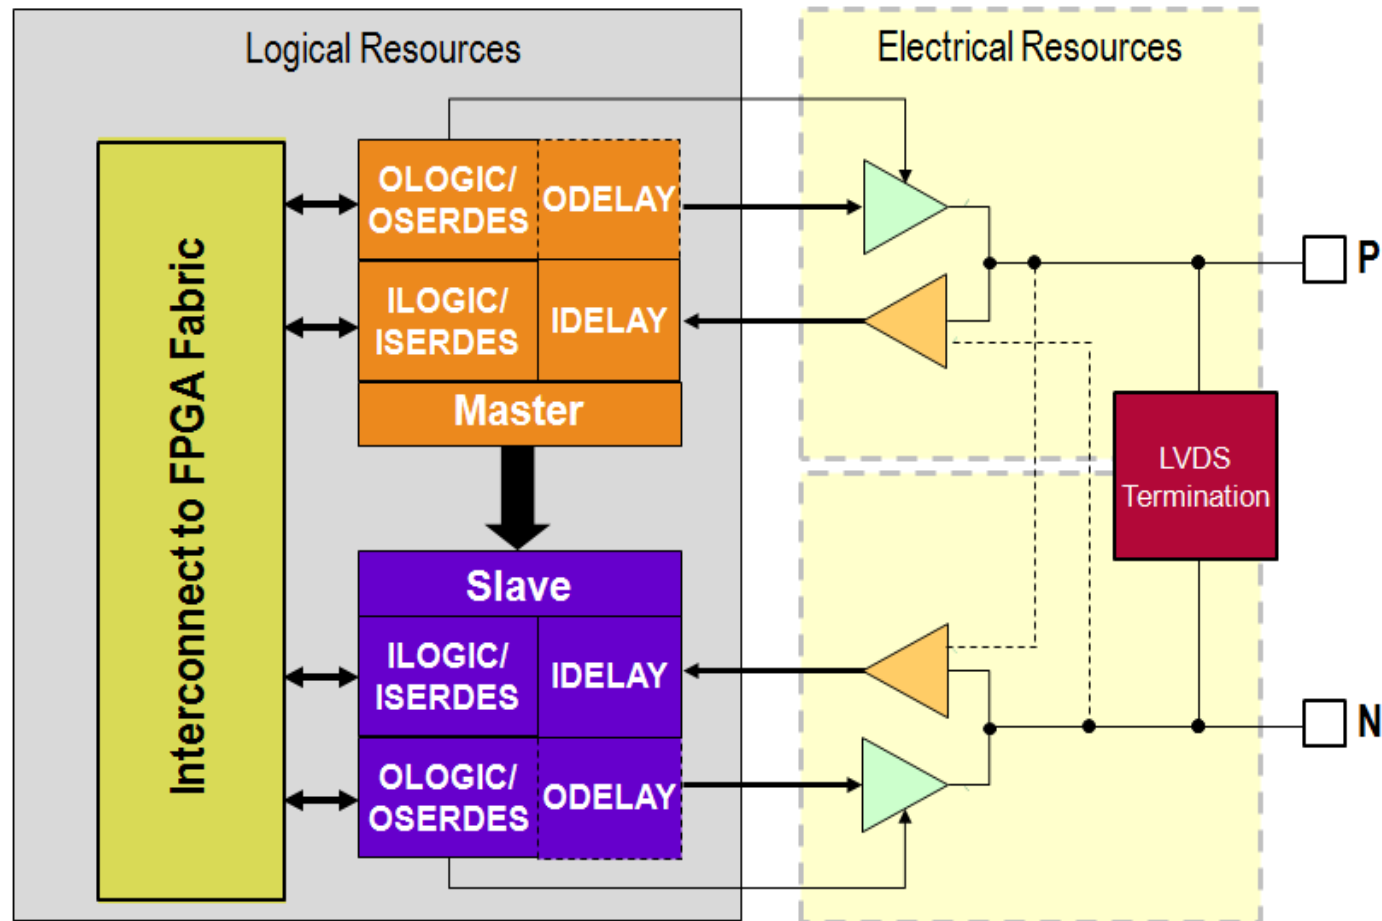 Logical Resources
Electrical Resources
Interconnect to FPGA Fabric
OLOGIC/
OSERDES
ODELAY
ILOGIC/
ISERDES
IDELAY
Master
P
LVDS
Termination
Slave
ILOGIC/
ISERDES
IDELAY
N
OLOGIC/
OSERDES
ODELAY